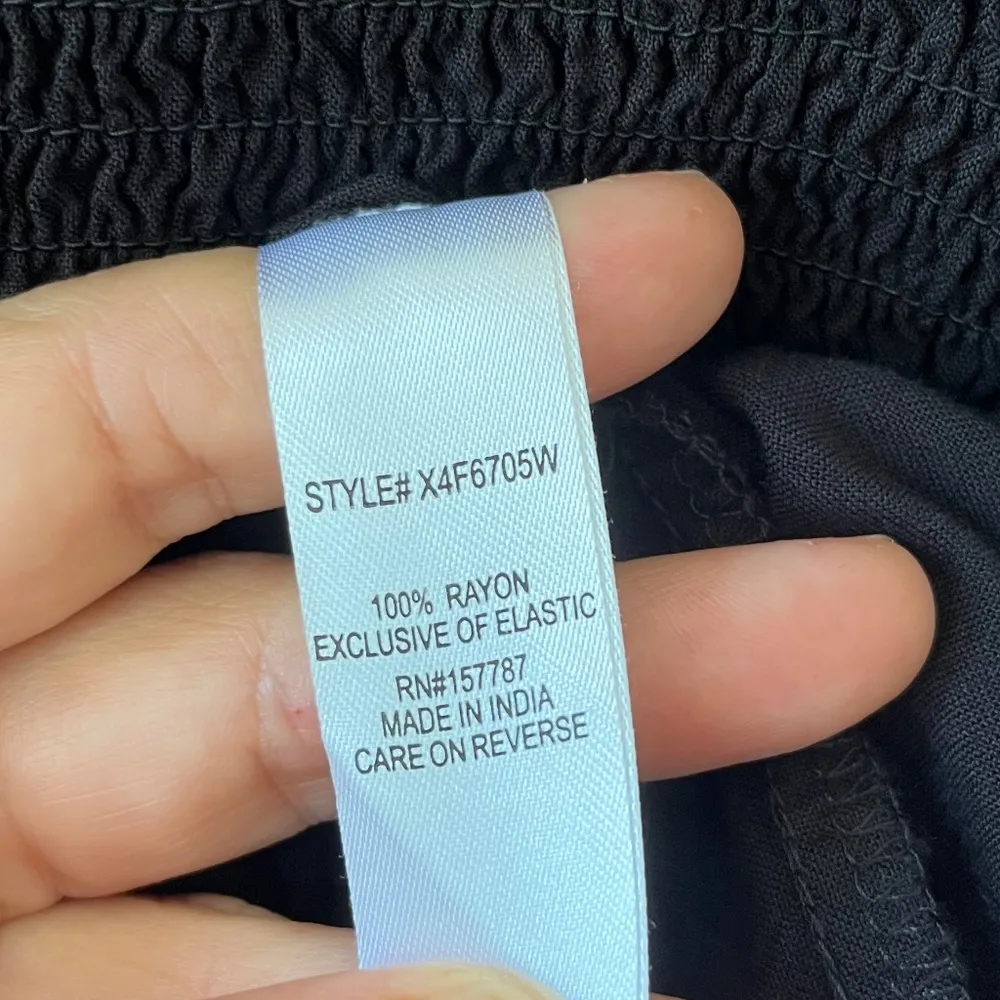 STYLE# X4F6705W
100% RAYON
EXCLUSIVE OF ELASTIC
RN#157787
MADE IN INDIA
CARE ON REVERSE